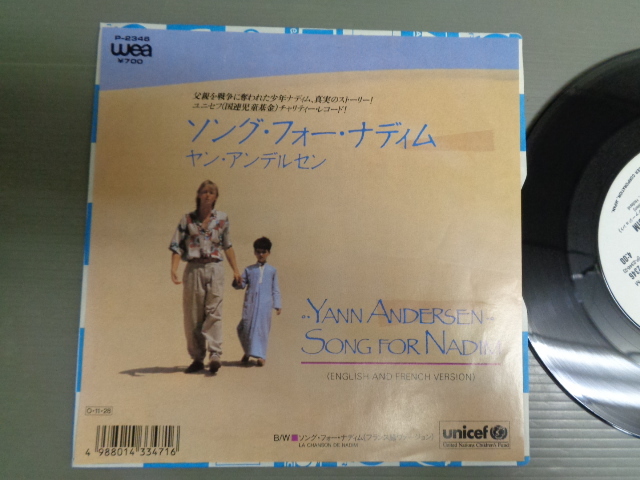 P-2348
wea
¥700
父親を戦争に奪われた少年ナディム、真実のストーリー!
ユニセフ(国連児童基金)チャリティー・レコード!
ソング・フォー・ナディム
ヤン・アンデルセン
YANN ANDERSEN
SONG FOR NADIM
(ENGLISH AND FRENCH VERSION)
O-11-28
4 988014 334716
B/W■ソング・フォー・ナディム(フランス語ヴァージョン)
LA CHANSON DE NADIM
unicef
United Nations Children's Fund